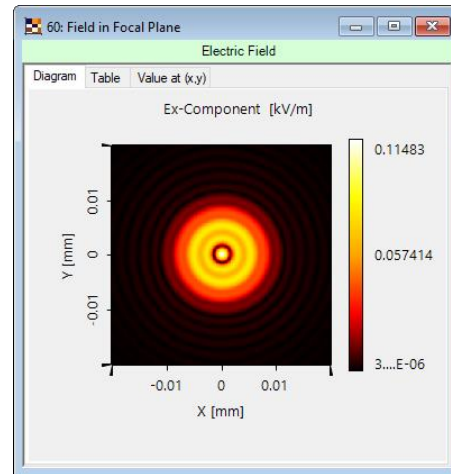 60: Field in Focal Plane
Electric Field
Diagram Table Value at (x,y)
Ex-Component [kV/m]
0.11483
0.057414
3....E-06
0.01
0
-0.01
Y [mm]
-0.01 0 0.01
X [mm]